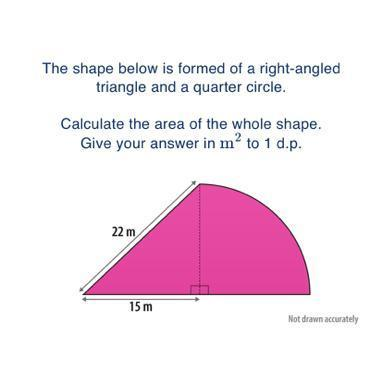 The shape below is formed of a right-angled
triangle and a quarter circle.
Calculate the area of the whole shape.
Give your answer in m² to 1 d.p.
22 m
15 m
Not drawn accurately